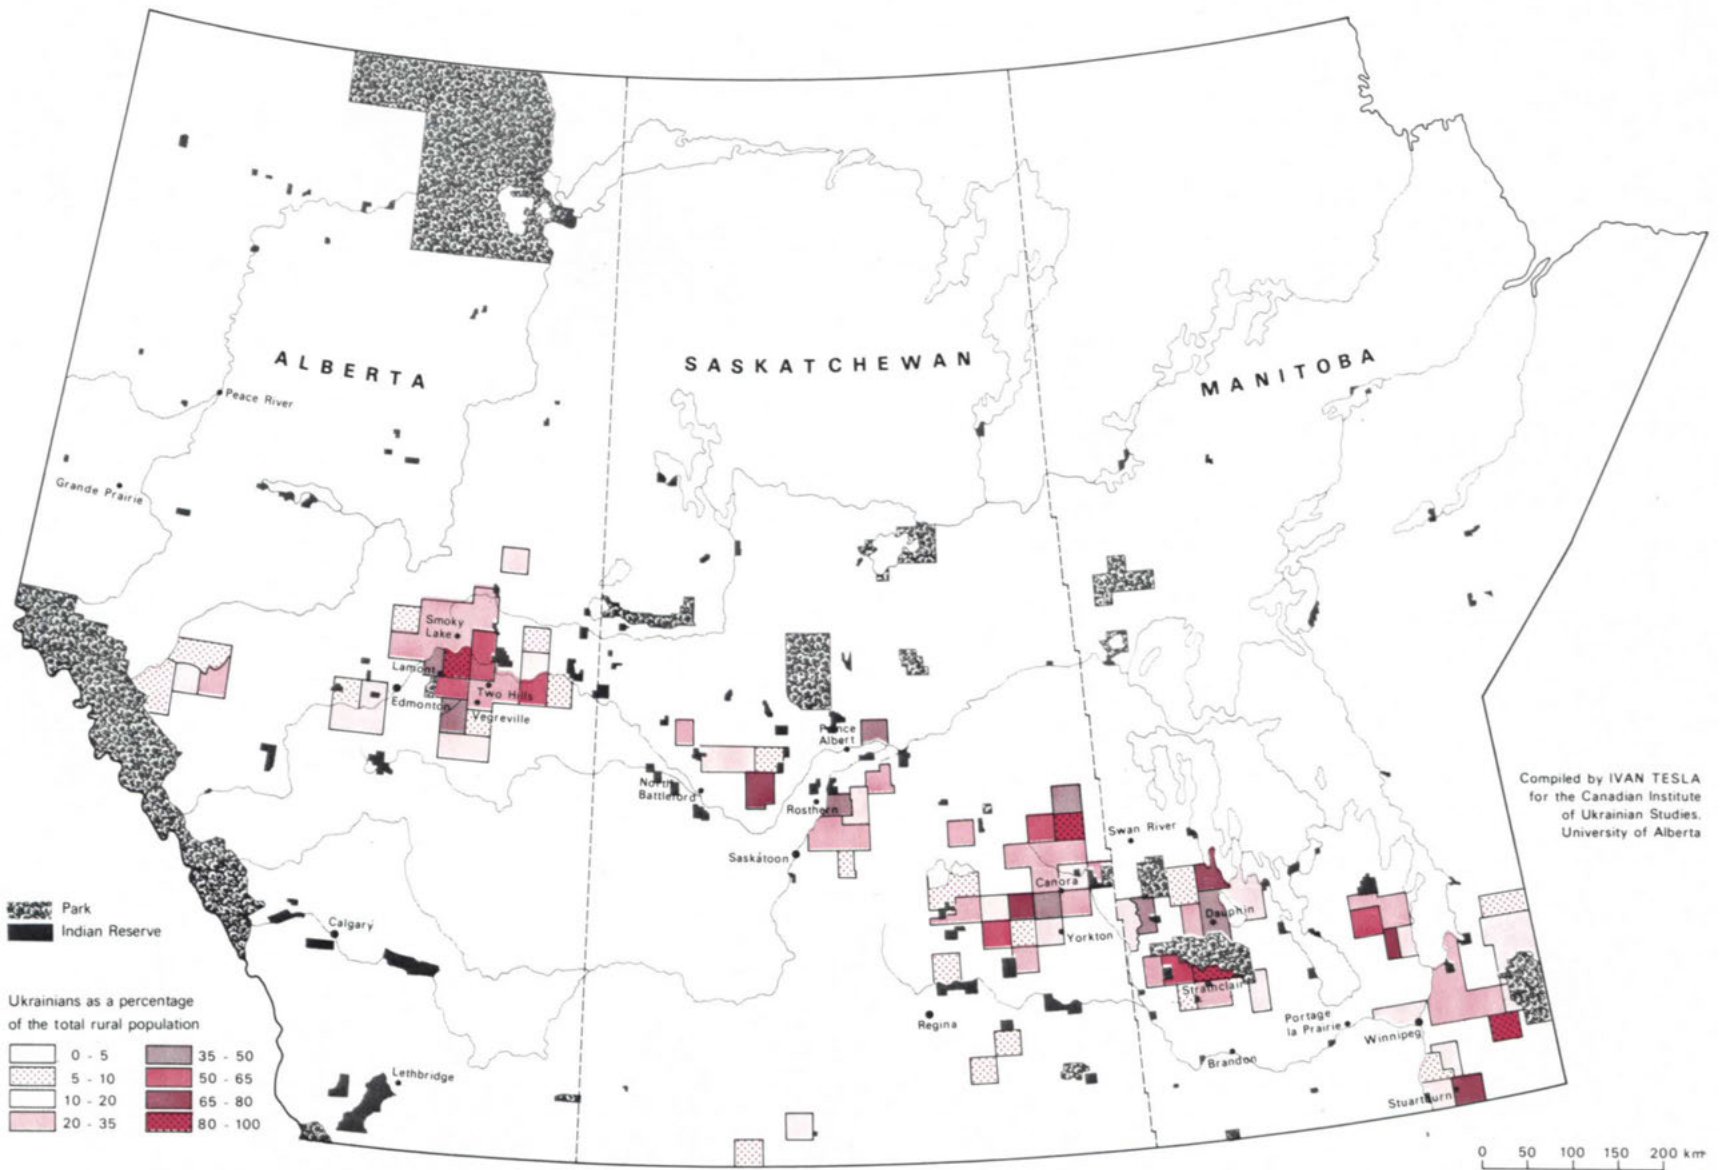 ALBERTA
SASKATCHEWAN
MANITOBA
Peace River
Grande Prairie
Smoky
Lake
Lamont
Edmonton
Two Hills
Vegreville
Prince
Albert
North
Battleford
Rosthern
Saskatoon
Compiled by IVAN TESLA
for the Canadian Institute
of Ukrainian Studies.
University of Alberta
Swan River
Canora
Dauphin
Yorkton
Strathclair
Park
Indian Reserve
Calgary
Regina
Portage
la Prairie
Winnipeg
Brandon
Stuartburn
Lethbridge
Ukrainians as a percentage
of the total rural population
0 - 5
5 - 10
10 - 20
20 - 35
35 - 50
50 - 65
65 - 80
80 - 100
0 50 100 150 200 km